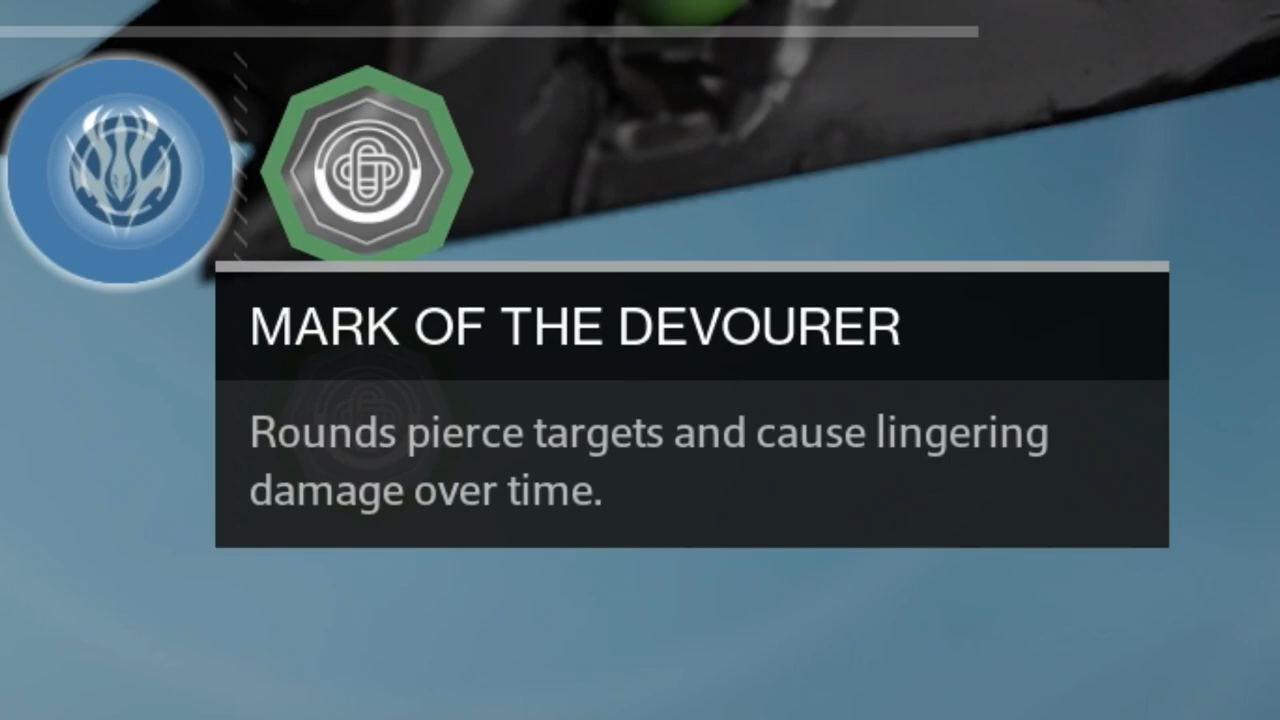 MARK OF THE DEVOURER
Rounds pierce targets and cause lingering
damage over time.